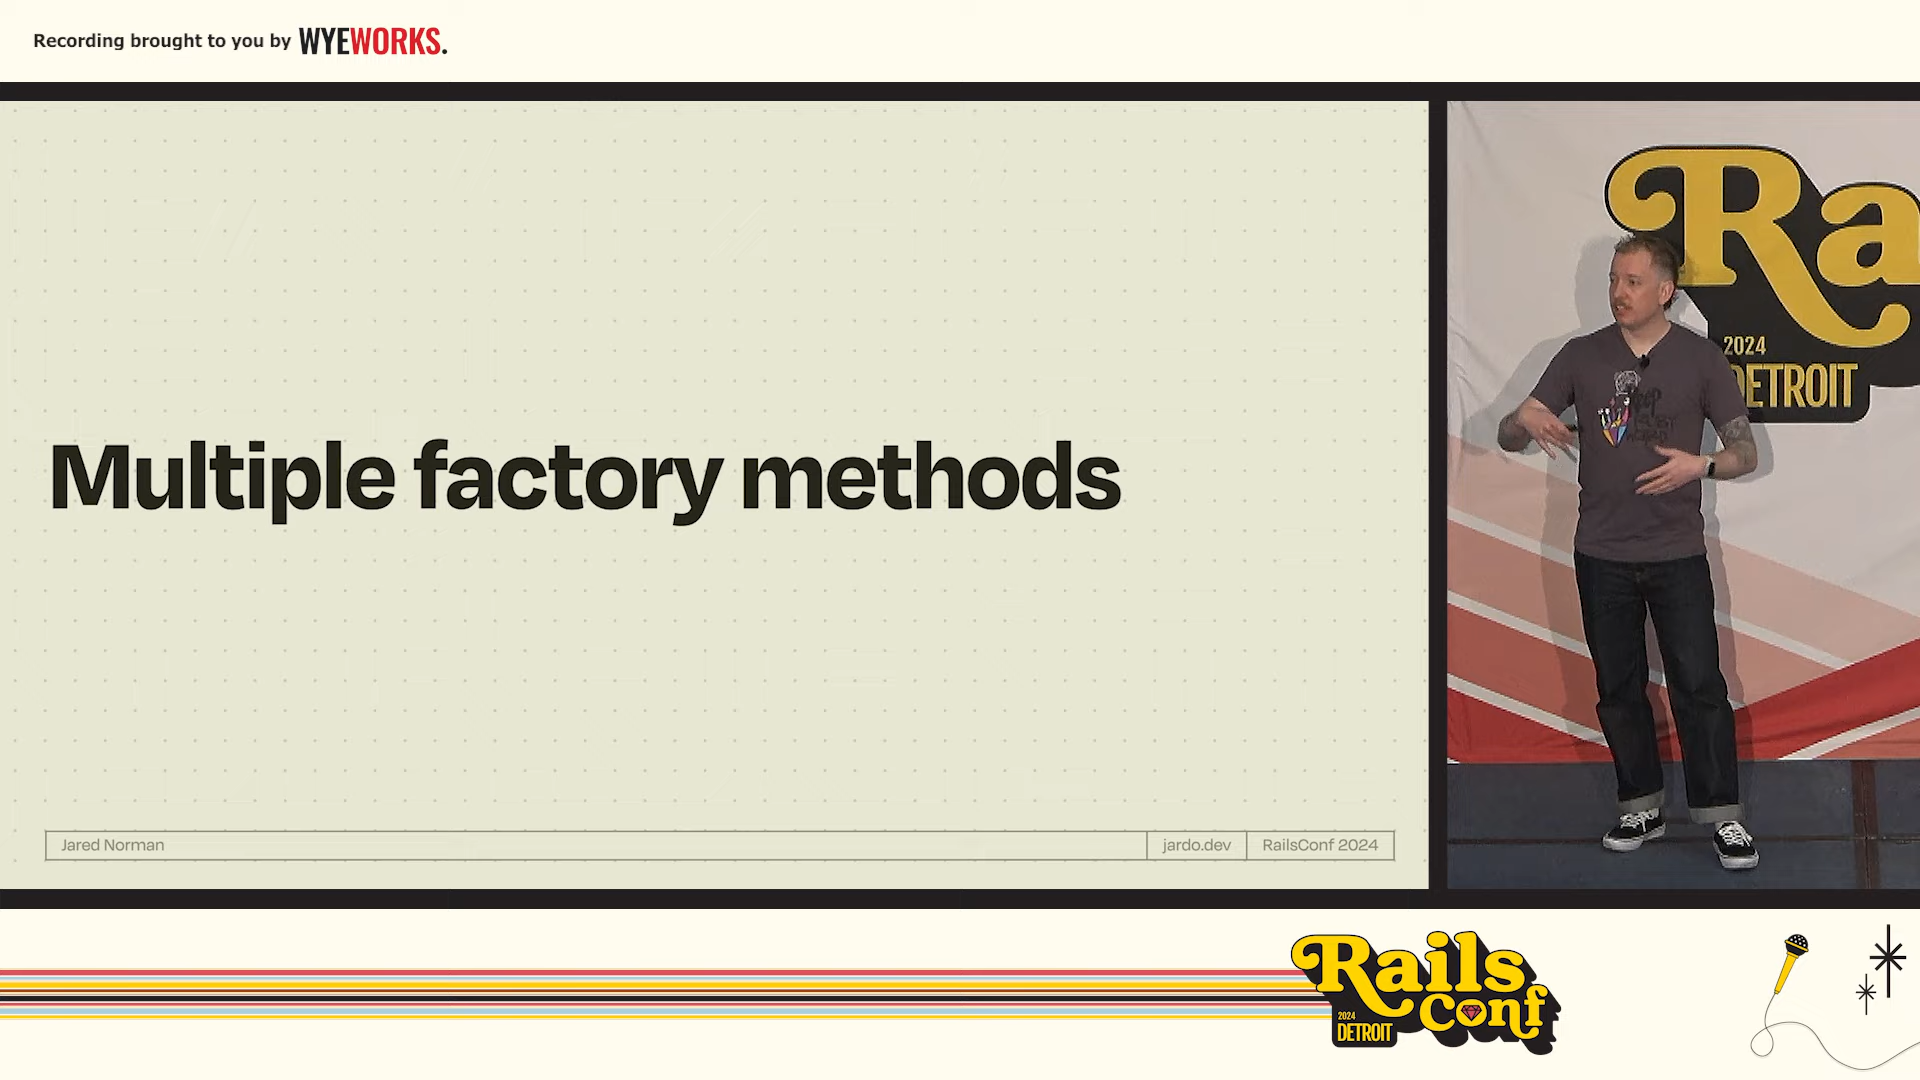 Recording brought to you by WYEWORKS.
Ra
2024
DETROIT
Multiple factory methods
Jared Norman
jardo.dev
RailsConf 2024
Rails
Conf
2024
DETROIT